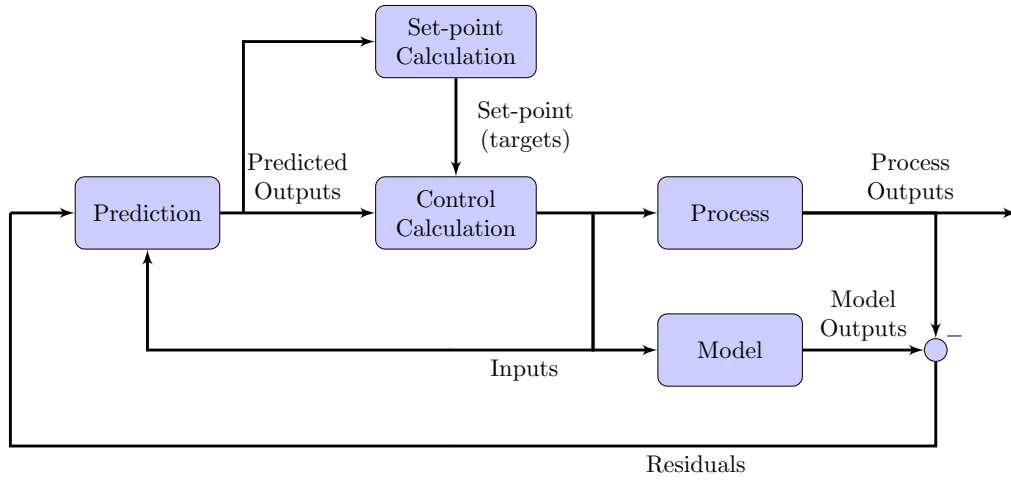 Set-point
Calculation
Set-point
(targets)
Predicted
Outputs
Process
Outputs
Prediction
Control
Calculation
Process
Model
Outputs
−
Model
Inputs
Residuals